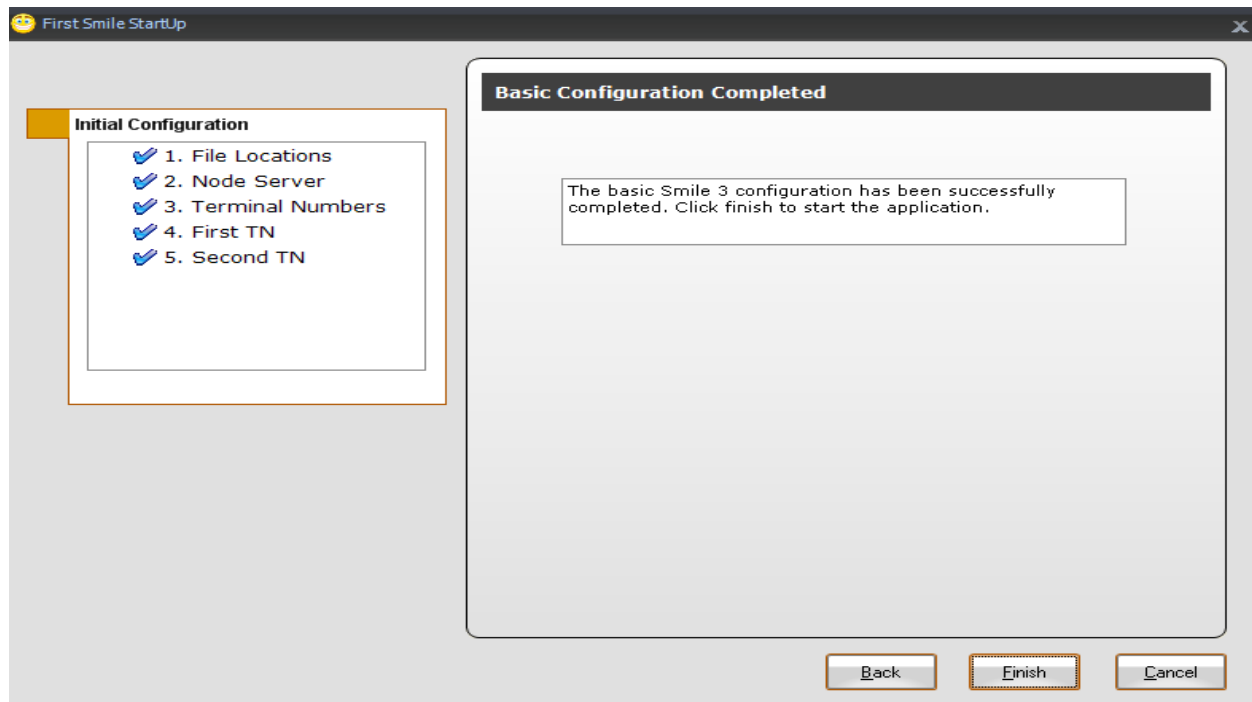 First Smile StartUp
x
Initial Configuration
1. File Locations
2. Node Server
3. Terminal Numbers
4. First TN
5. Second TN
Basic Configuration Completed
The basic Smile 3 configuration has been successfully
completed. Click finish to start the application.
Back
Finish
Cancel